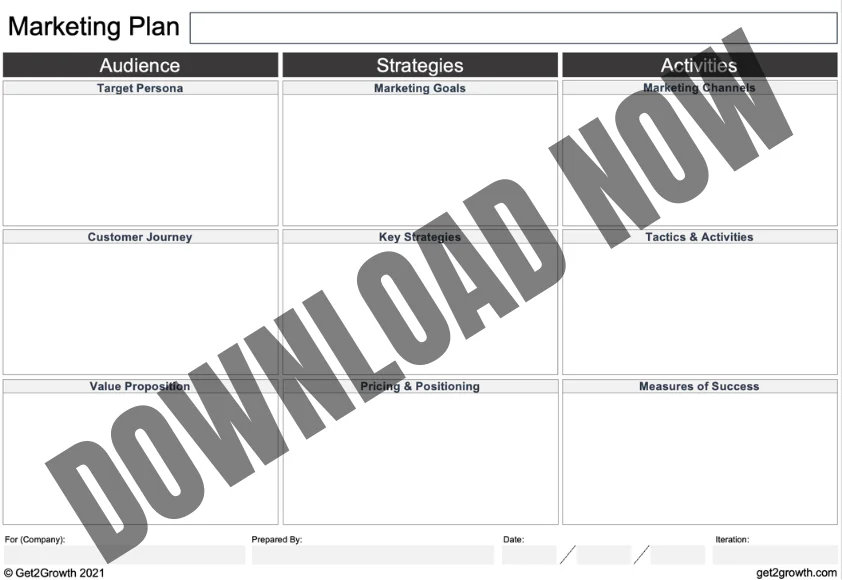 Marketing Plan
Audience
Strategies
Activities
Target Persona
Marketing Goals
Marketing Channels
Customer Journey
Key Strategies
Tactics & Activities
Value Proposition
Pricing & Positioning
Measures of Success
DOWNLOAD NOW
For (Company):
Prepared By:
Date:
Iteration:
© Get2Growth 2021
get2growth.com